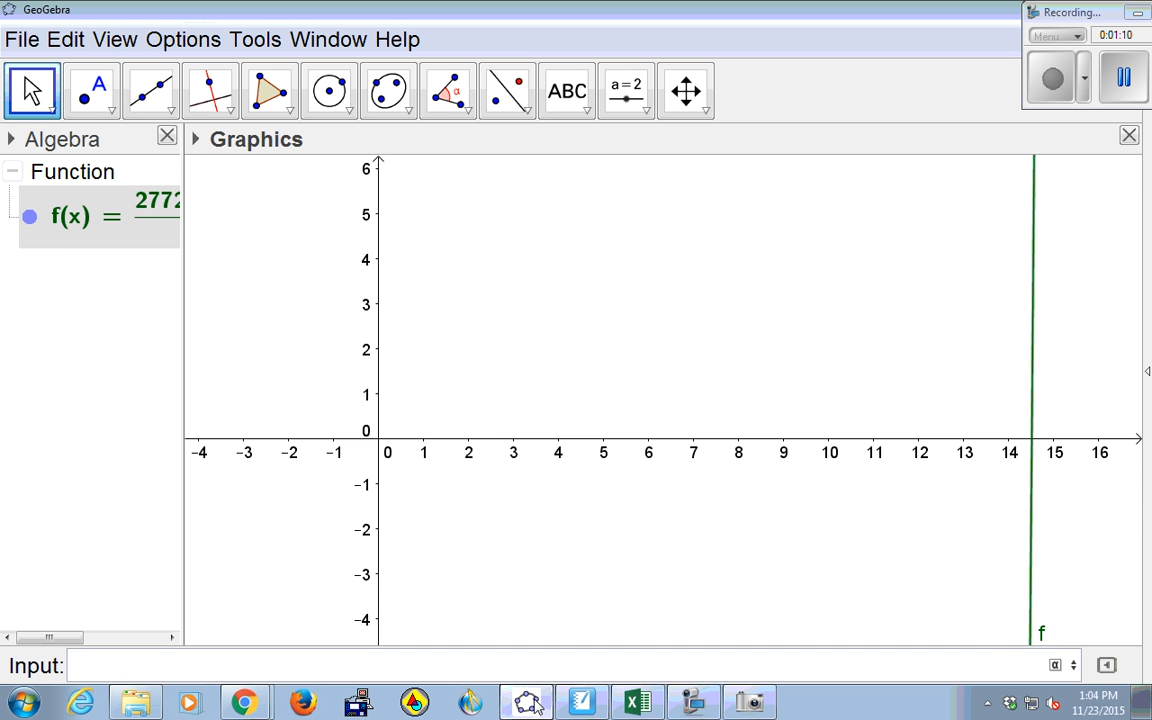 GeoGebra
Recording...
File Edit View Options Tools Window Help
Menu
0:01:10
A
α
ABC
a=2
Algebra
Graphics
Function
f(x) = 2772
6
5
4
3
2
1
0
−4 −3 −2 −1 0 1 2 3 4 5 6 7 8 9 10 11 12 13 14 15 16
−1
−2
−3
−4
f
Input:
α
1:04 PM
11/23/2015